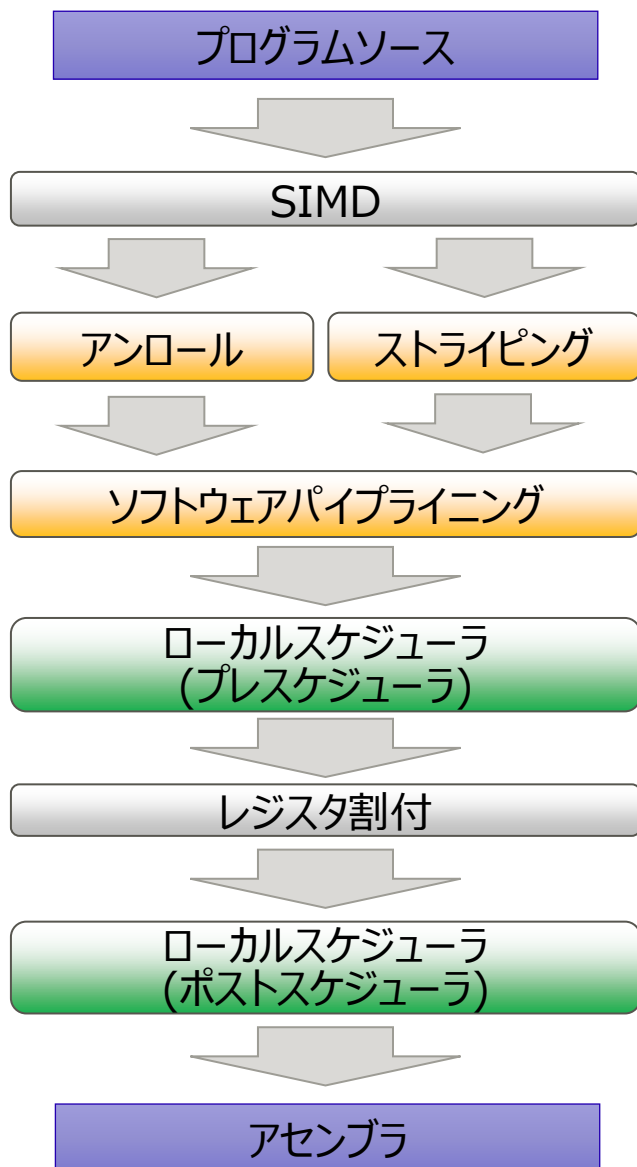 プログラムソース
SIMD
アンロール
ストライピング
ソフトウェアパイプライニング
ローカルスケジューラ
(プレスケジューラ)
レジスタ割付
ローカルスケジューラ
(ポストスケジューラ)
アセンブラ